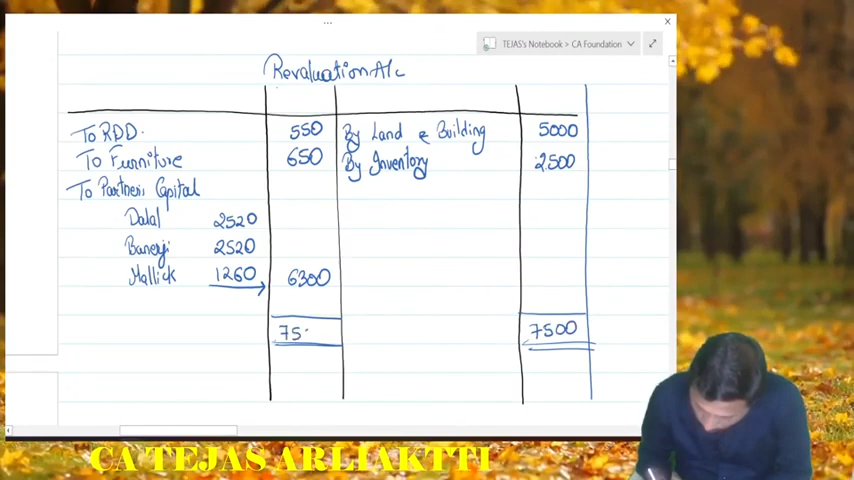 ...
×
TEJAS's Notebook > CA Foundation
Revaluation A/c
To RDD. 550 By Land & Building 5000
To Furniture 650 By Inventory 2500
To Partners Capital
Dalal 2520
Banerji 2520
Mallick 1260 6300
75 7500
CA TEJAS ARLIAKTTI